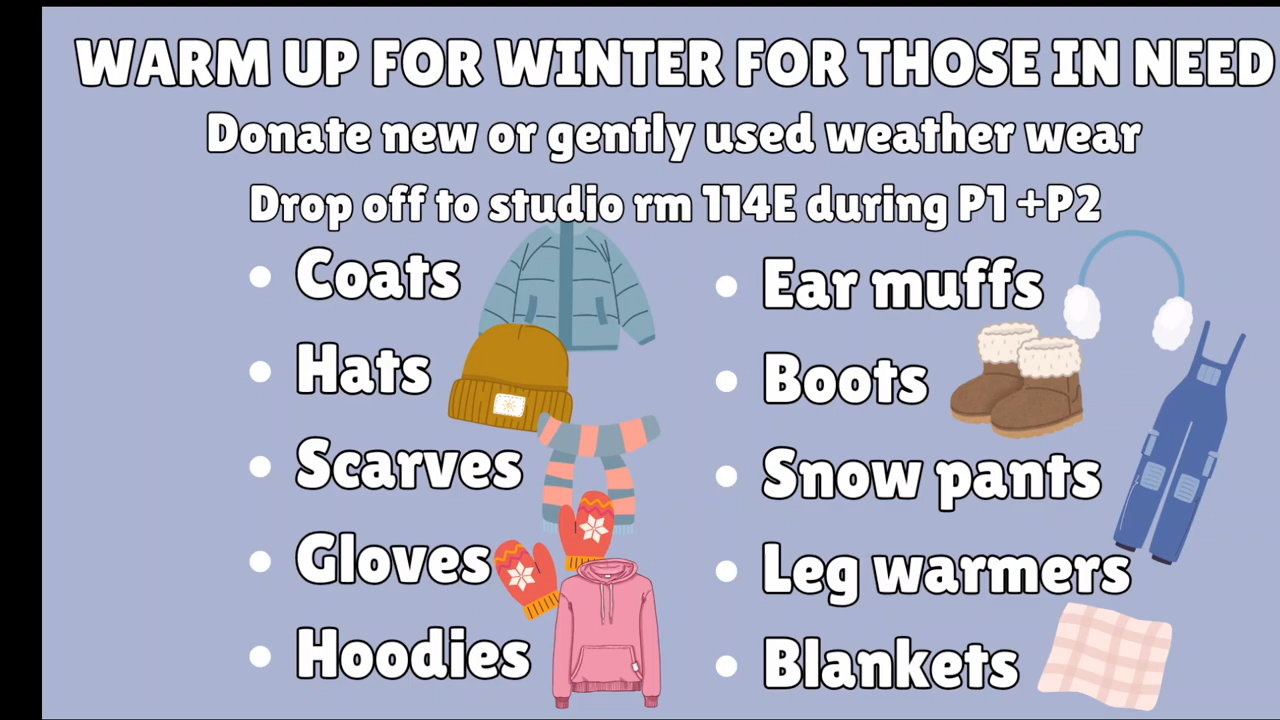 WARM UP FOR WINTER FOR THOSE IN NEED
Donate new or gently used weather wear
Drop off to studio rm 114E during P1 +P2
• Coats
• Hats
• Scarves
• Gloves
• Hoodies
• Ear muffs
• Boots
• Snow pants
• Leg warmers
• Blankets